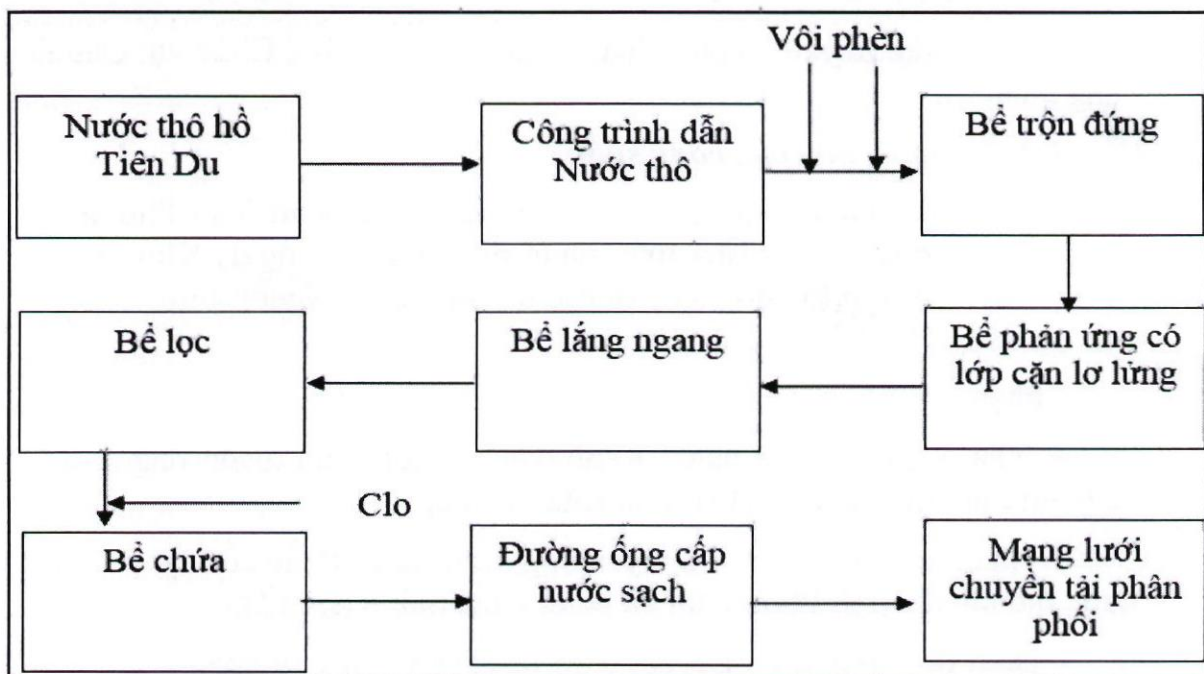 Vôi phèn
Nước thô hồ
Tiên Du
Công trình dẫn
Nước thô
Bể trộn đứng
Bể lọc
Bể lắng ngang
Bể phản ứng có
lớp cặn lơ lửng
Clo
Bể chứa
Đường ống cấp
nước sạch
Mạng lưới
chuyển tải phân
phối